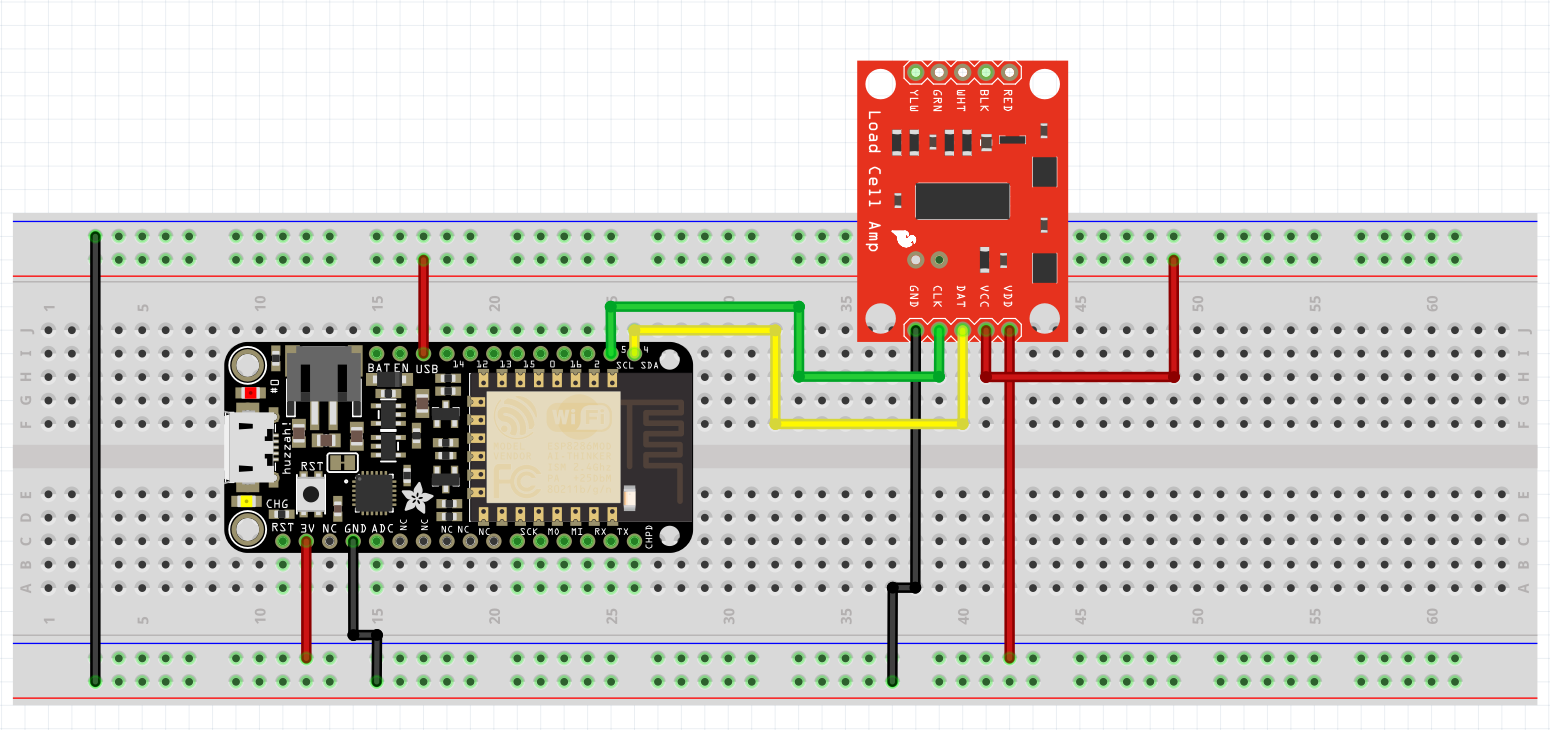 YLW GRN WHT BLK RED
Load Cell Amp
GND CLK DAT VCC VDD
1 5 10 15 20 25 30 35 45 50 55 60
J J
I I
H H
G G
F F
BAT EN USB 14 12 13 15 0 16 2 5 4
SCL SDA
#0
huzzah!
WiFi
FC
RST
CHG
RST 3V NC GND ADC NC NC NC NC NC SCK MO MI RX TX CHPD
E E
D D
C C
B B
A A
1 5 10 15 20 25 30 35 40 45 50 55 60